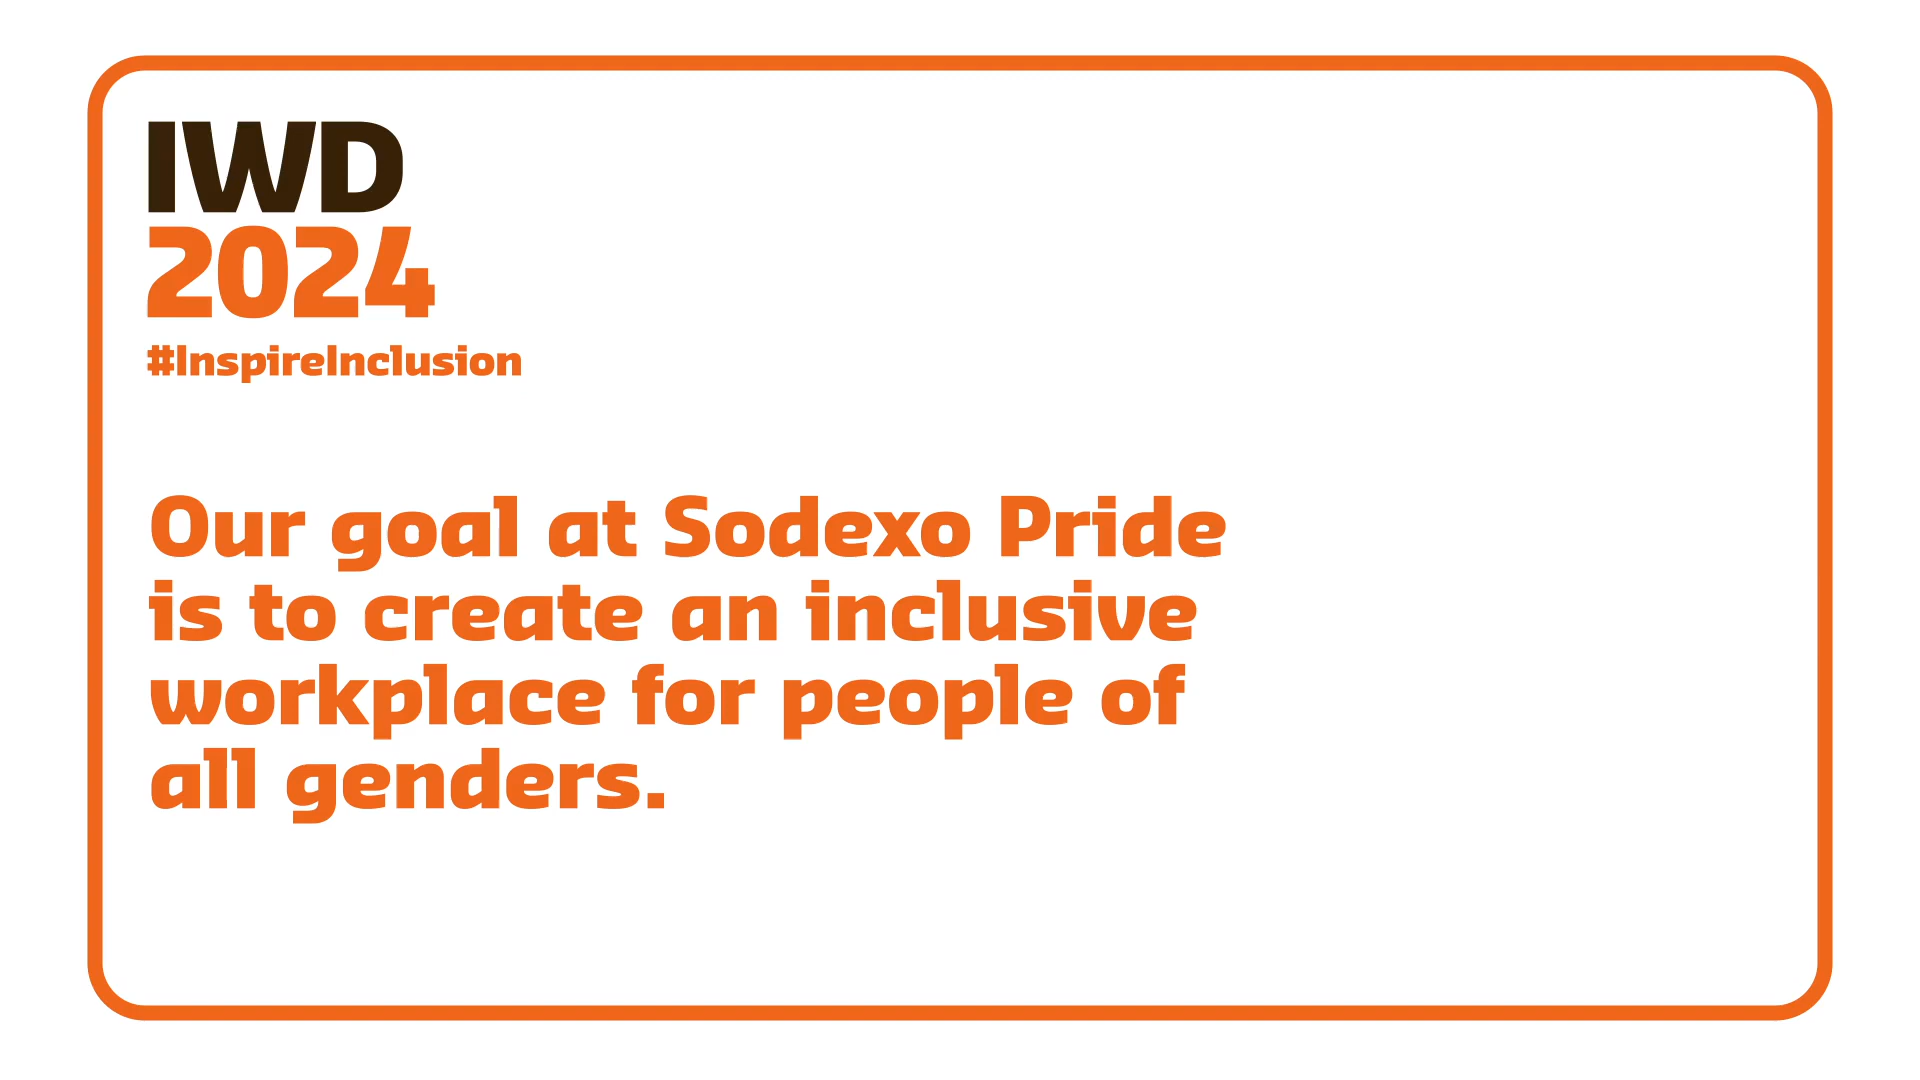 IWD
2024
#InspireInclusion
Our goal at Sodexo Pride
is to create an inclusive
workplace for people of
all genders.